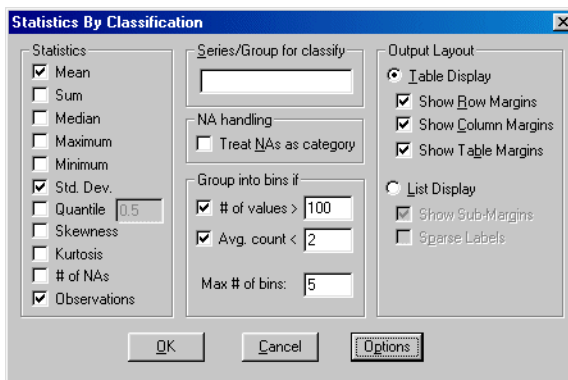 Statistics By Classification
Statistics
Mean
Sum
Median
Maximum
Minimum
Std. Dev.
Quantile 0.5
Skewness
Kurtosis
# of NAs
Observations
Series/Group for classify
NA handling
Treat NAs as category
Group into bins if
# of values > 100
Avg. count < 2
Max # of bins: 5
Output Layout
Table Display
Show Row Margins
Show Column Margins
Show Table Margins
List Display
Show Sub-Margins
Sparse Labels
OK
Cancel
Options